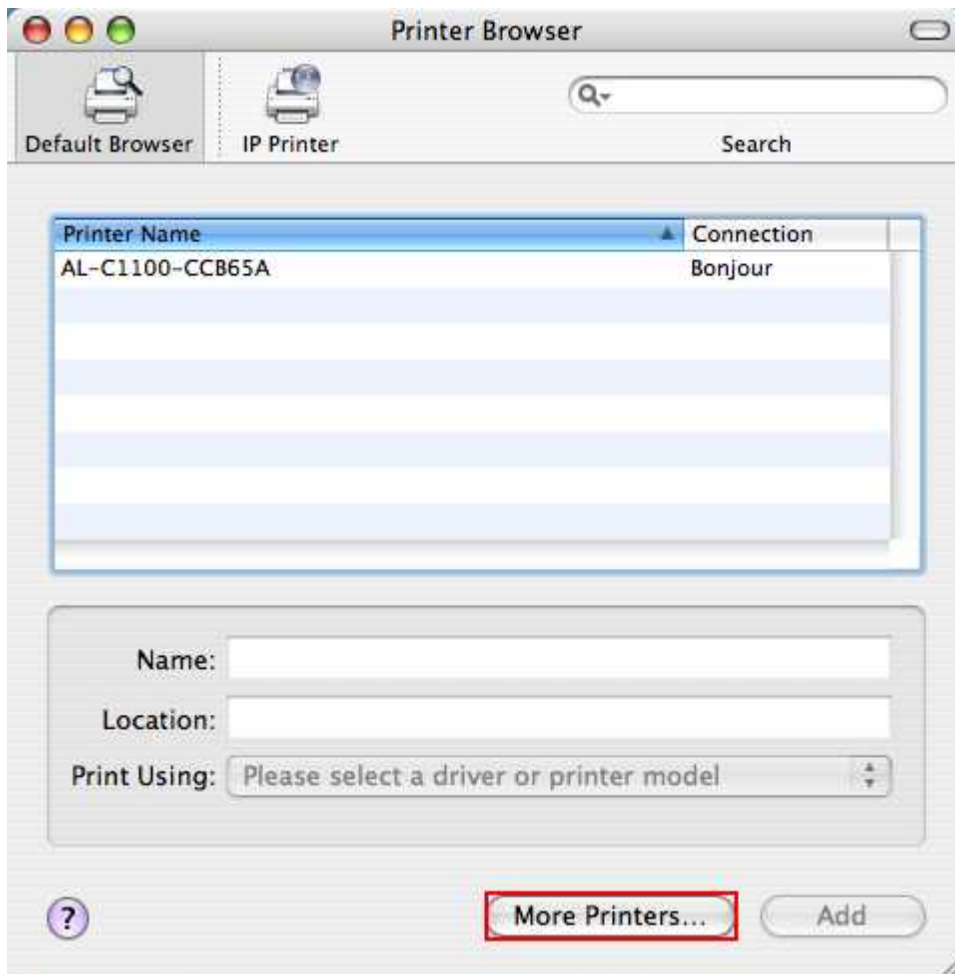 Printer Browser
Default Browser IP Printer Search
Printer Name Connection
AL-C1100-CCB65A Bonjour
Name:
Location:
Print Using: Please select a driver or printer model
? More Printers... Add